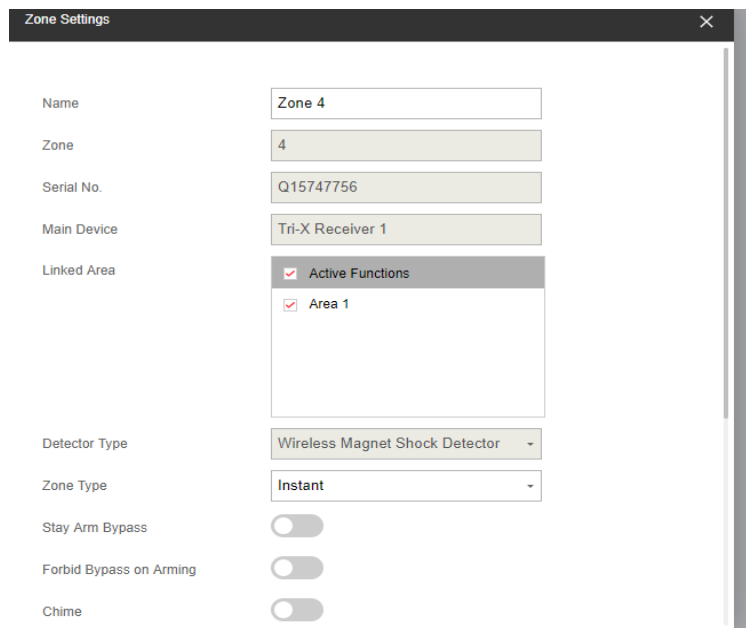 Zone Settings
Name
Zone 4
Zone
4
Serial No.
Q15747756
Main Device
Tri-X Receiver 1
Linked Area
Active Functions
Area 1
Detector Type
Wireless Magnet Shock Detector
Zone Type
Instant
Stay Arm Bypass
Forbid Bypass on Arming
Chime